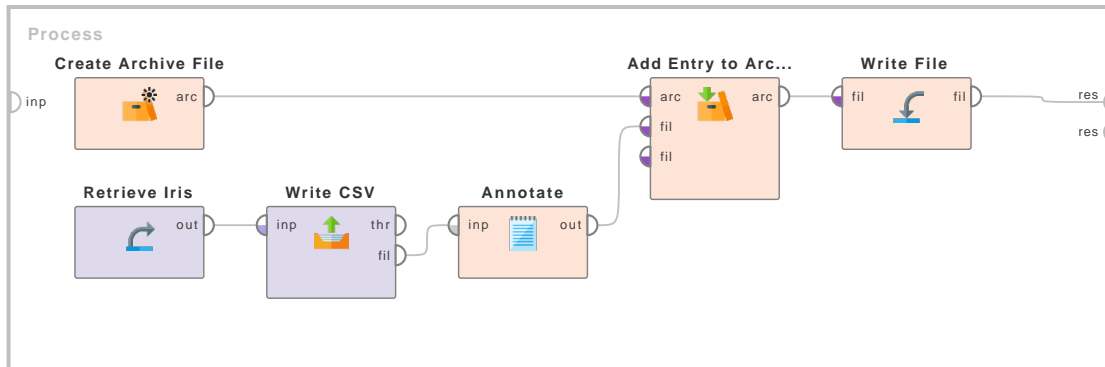 Process
inp
Create Archive File
arc
Add Entry to Arc...
arc
arc
fil
fil
Write File
fil
fil
res
res
Retrieve Iris
out
Write CSV
inp
thr
fil
Annotate
inp
out